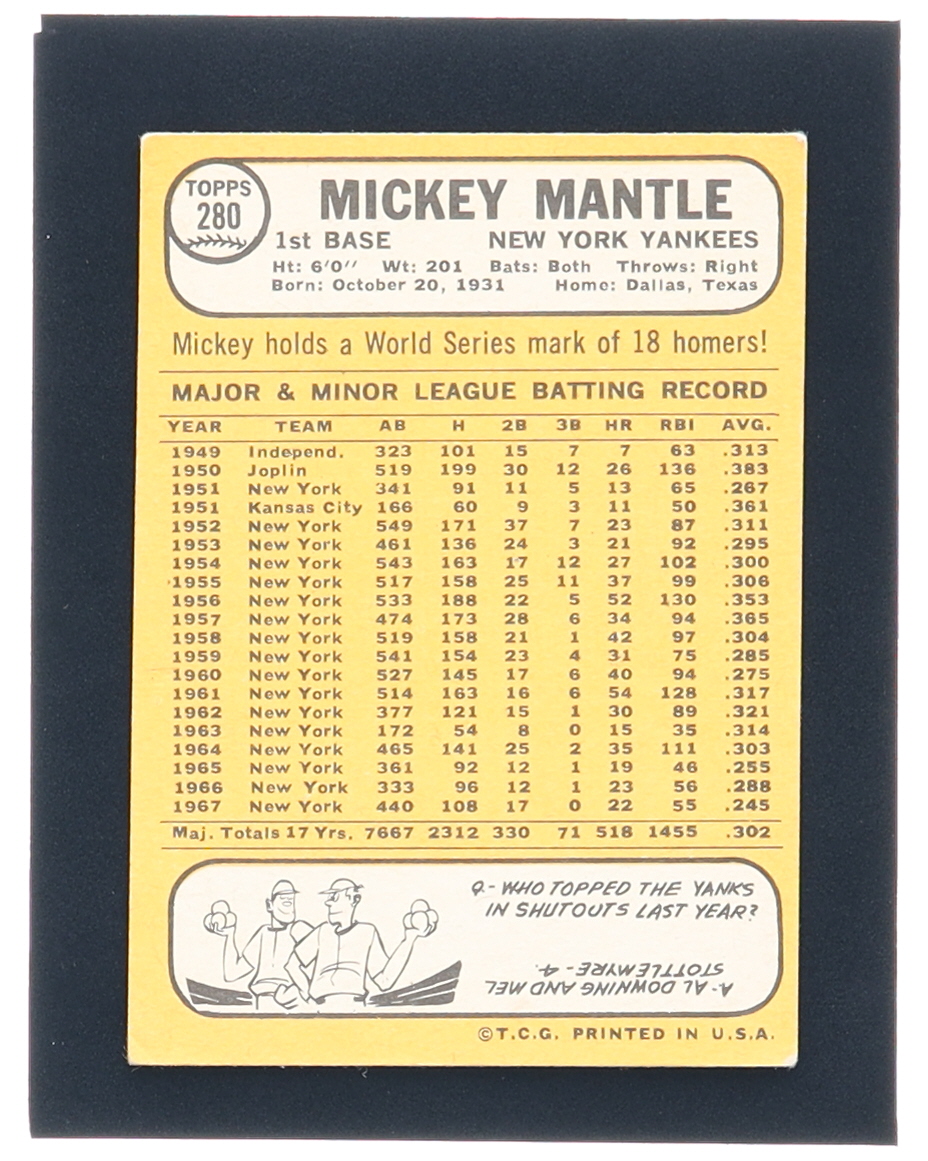 TOPPS
280
MICKEY MANTLE
1st BASE NEW YORK YANKEES
Ht: 6'0'' Wt: 201 Bats: Both Throws: Right
Born: October 20, 1931 Home: Dallas, Texas
Mickey holds a World Series mark of 18 homers!
MAJOR & MINOR LEAGUE BATTING RECORD
YEAR TEAM AB H 2B 3B HR RBI AVG.
1949 Independ. 323 101 15 7 7 63 .313
1950 Joplin 519 199 30 12 26 136 .383
1951 New York 341 91 11 5 13 65 .267
1951 Kansas City 166 60 9 3 11 50 .361
1952 New York 549 171 37 7 23 87 .311
1953 New York 461 136 24 3 21 92 .295
1954 New York 543 163 17 12 27 102 .300
1955 New York 517 158 25 11 37 99 .306
1956 New York 533 188 22 5 52 130 .353
1957 New York 474 173 28 6 34 94 .365
1958 New York 519 158 21 1 42 97 .304
1959 New York 541 154 23 4 31 75 .285
1960 New York 527 145 17 6 40 94 .275
1961 New York 514 163 16 6 54 128 .317
1962 New York 377 121 15 1 30 89 .321
1963 New York 172 54 8 0 15 35 .314
1964 New York 465 141 25 2 35 111 .303
1965 New York 361 92 12 1 19 46 .255
1966 New York 333 96 12 1 23 56 .288
1967 New York 440 108 17 0 22 55 .245
Maj. Totals 17 Yrs. 7667 2312 330 71 518 1455 .302
Q- WHO TOPPED THE YANKS
IN SHUTOUTS LAST YEAR?
A- AL DOWNING AND MEL
STOTTLEMYRE - 4.
©T.C.G. PRINTED IN U.S.A.